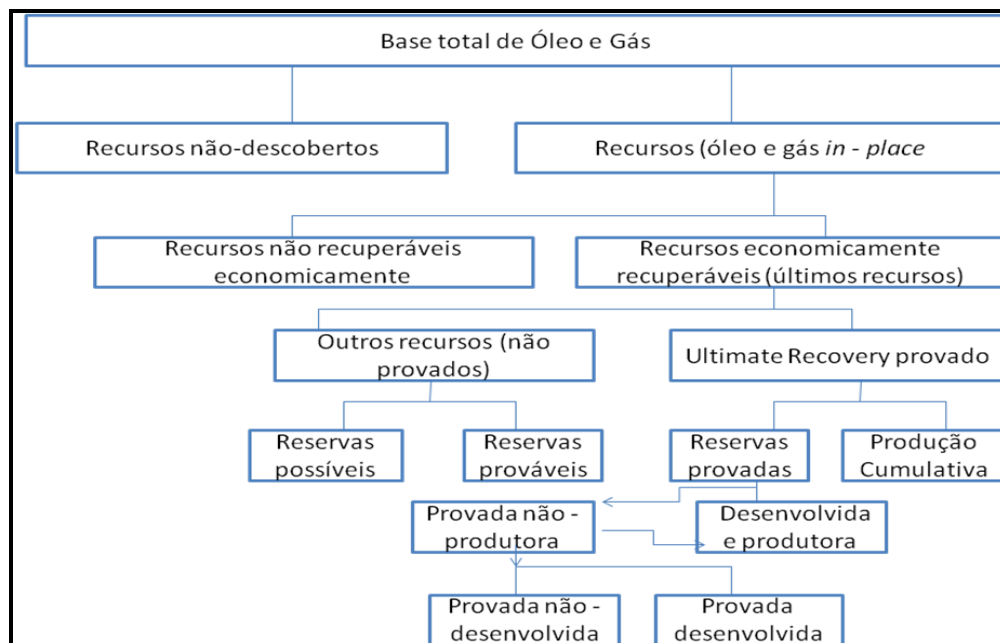 Base total de Óleo e Gás
Recursos não-descobertos
Recursos (óleo e gás in - place
Recursos não recuperáveis
economicamente
Recursos economicamente
recuperáveis (últimos recursos)
Outros recursos (não
provados)
Ultimate Recovery provado
Reservas
possíveis
Reservas
prováveis
Reservas
provadas
Produção
Cumulativa
Provada não -
produtora
Desenvolvida
e produtora
Provada não -
desenvolvida
Provada
desenvolvida